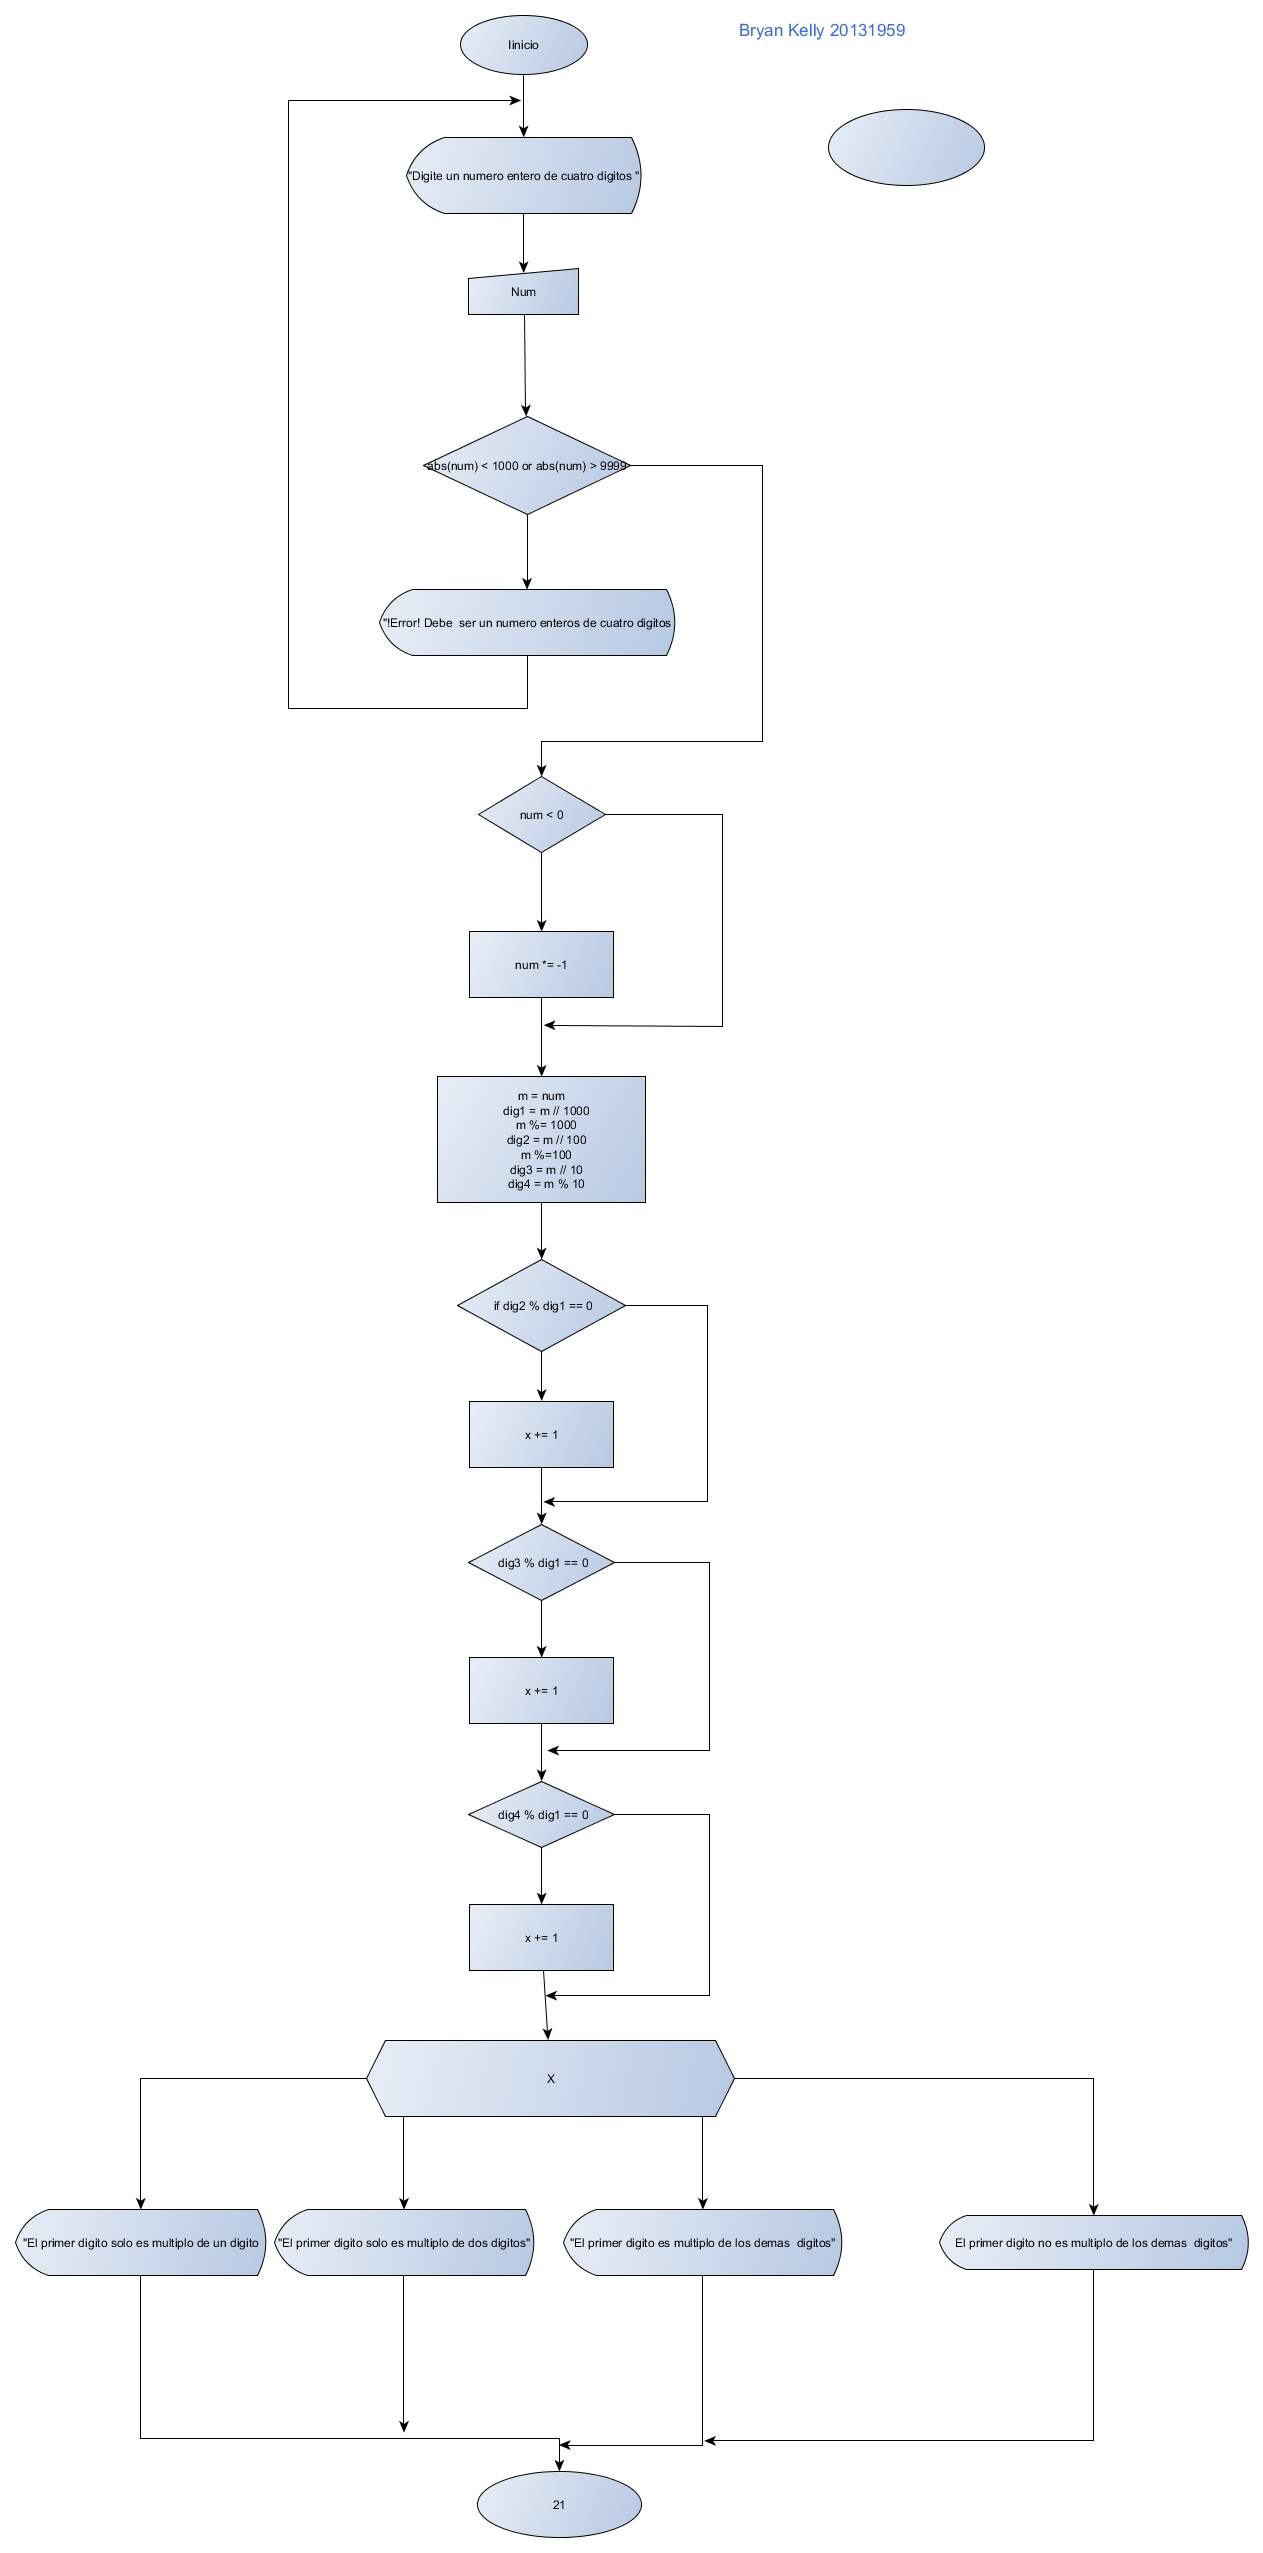 Iinicio
Bryan Kelly 20131959
"Digite un numero entero de cuatro digitos "
Num
abs(num) < 1000 or abs(num) > 9999
"!Error! Debe  ser un numero enteros de cuatro digitos
num < 0
num *= -1
m = num
dig1 = m // 1000
m %= 1000
dig2 = m // 100
m %=100
dig3 = m // 10
dig4 = m % 10
if dig2 % dig1 == 0
x += 1
dig3 % dig1 == 0
x += 1
dig4 % dig1 == 0
x += 1
X
"El primer digito solo es multiplo de un digito
"El primer digito solo es multiplo de dos digitos"
"El primer digito es multiplo de los demas  digitos"
El primer digito no es multiplo de los demas  digitos"
21